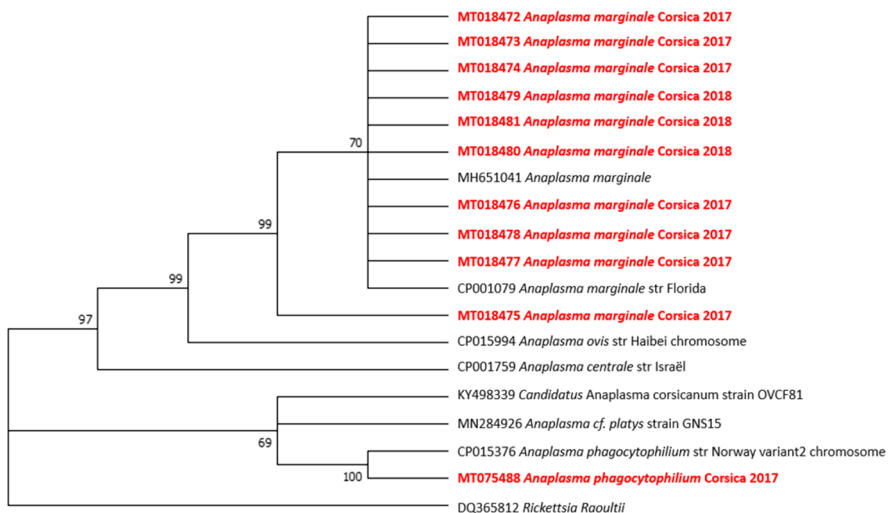 MT018472 Anaplasma marginale Corsica 2017
MT018473 Anaplasma marginale Corsica 2017
MT018474 Anaplasma marginale Corsica 2017
MT018479 Anaplasma marginale Corsica 2018
MT018481 Anaplasma marginale Corsica 2018
70
MT018480 Anaplasma marginale Corsica 2018
MH651041 Anaplasma marginale
MT018476 Anaplasma marginale Corsica 2017
99
MT018478 Anaplasma marginale Corsica 2017
MT018477 Anaplasma marginale Corsica 2017
99
CP001079 Anaplasma marginale str Florida
97
MT018475 Anaplasma marginale Corsica 2017
CP015994 Anaplasma ovis str Haibei chromosome
CP001759 Anaplasma centrale str Israël
KY498339 Candidatus Anaplasma corsicanum strain OVCF81
MN284926 Anaplasma cf. platys strain GNS15
69
CP015376 Anaplasma phagocytophilium str Norway variant2 chromosome
100
MT075488 Anaplasma phagocytophilium Corsica 2017
DQ365812 Rickettsia Raoultii